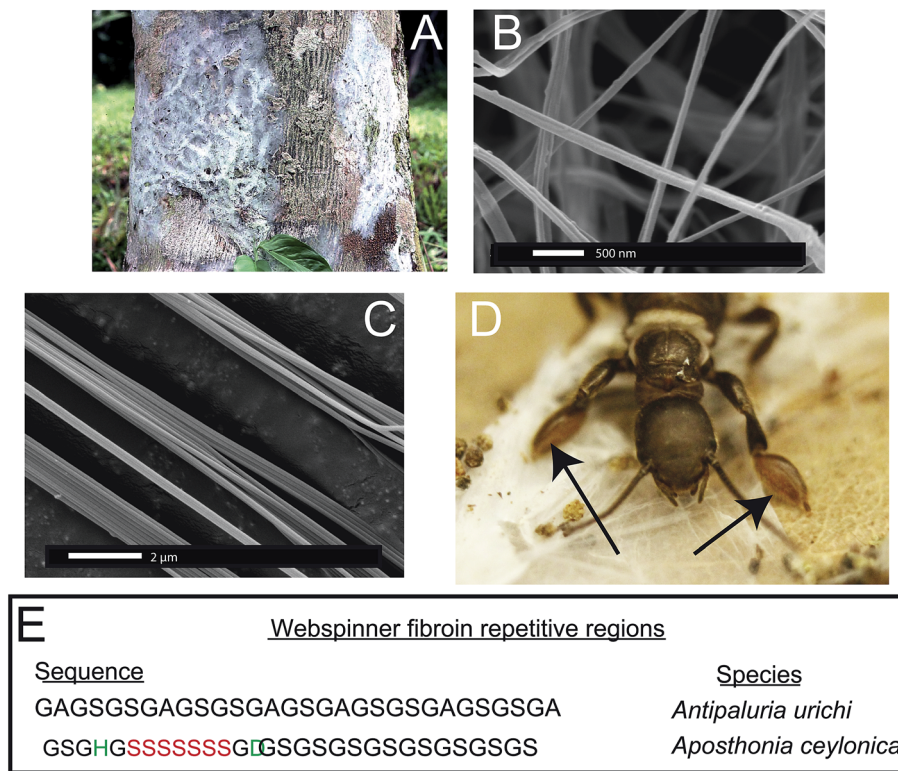 A
B
500 nm
C
2 µm
D
E
Webspinner fibroin repetitive regions
Sequence
Species
GAGSGSGAGSGSGAGSGAGSGSGAGSGSGA
Antipaluria urichi
GSGHGSSSSSSSGDGSGSGSGSGSGSGSGS
Aposthonia ceylonica